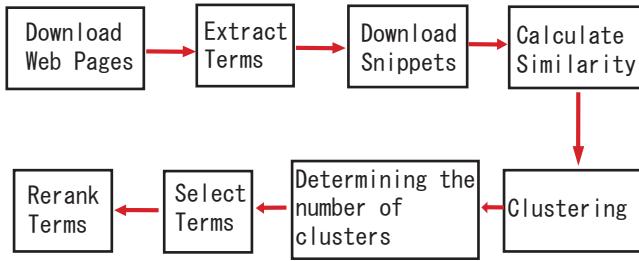 Download
Web Pages
Extract
Terms
Download
Snippets
Calculate
Similarity
Clustering
Determining the
number of
clusters
Select
Terms
Rerank
Terms